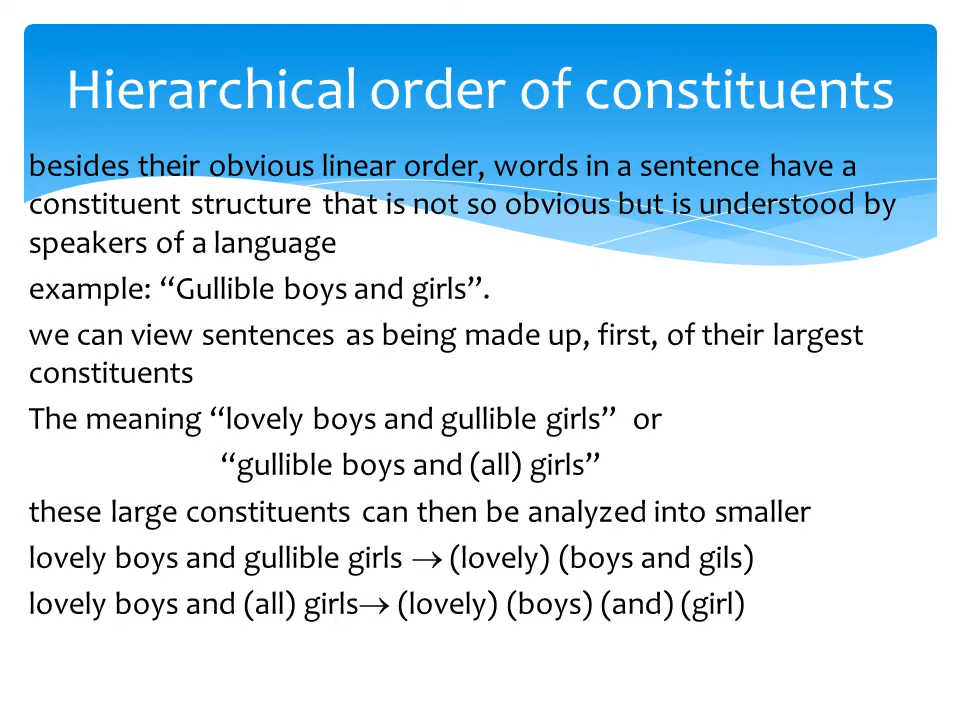 Hierarchical order of constituents
besides their obvious linear order, words in a sentence have a
constituent structure that is not so obvious but is understood by
speakers of a language
example: “Gullible boys and girls”.
we can view sentences as being made up, first, of their largest
constituents
The meaning “lovely boys and gullible girls” or
“gullible boys and (all) girls”
these large constituents can then be analyzed into smaller
lovely boys and gullible girls → (lovely) (boys and gils)
lovely boys and (all) girls→ (lovely) (boys) (and) (girl)